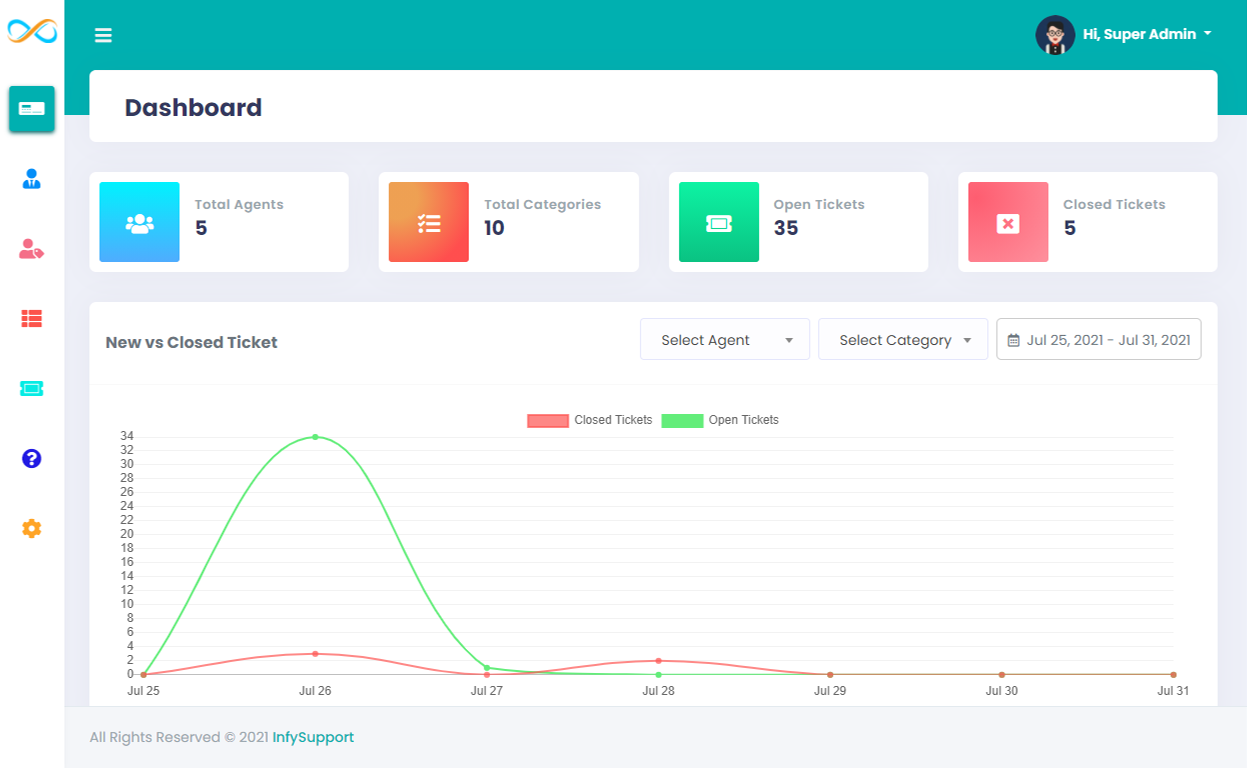 Hi, Super Admin
Dashboard
Total Agents
5
Total Categories
10
Open Tickets
35
Closed Tickets
5
New vs Closed Ticket
Select Agent
Select Category
Jul 25, 2021 - Jul 31, 2021
Closed Tickets
Open Tickets
34
32
30
28
26
24
22
20
18
16
14
12
10
8
6
4
2
0
Jul 25
Jul 26
Jul 27
Jul 28
Jul 29
Jul 30
Jul 31
All Rights Reserved © 2021 InfySupport